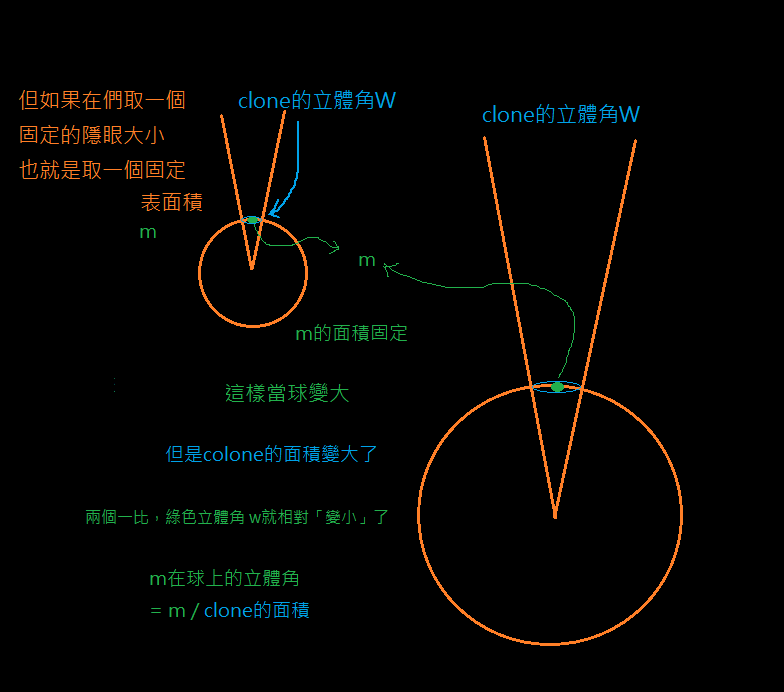 但如果在們取一個
固定的隱眼大小
也就是取一個固定
表面積
m
clone的立體角W
clone的立體角W
m
m的面積固定
這樣當球變大
但是colone的面積變大了
兩個一比，綠色立體角 w就相對「變小」了
m在球上的立體角
= m / clone的面積